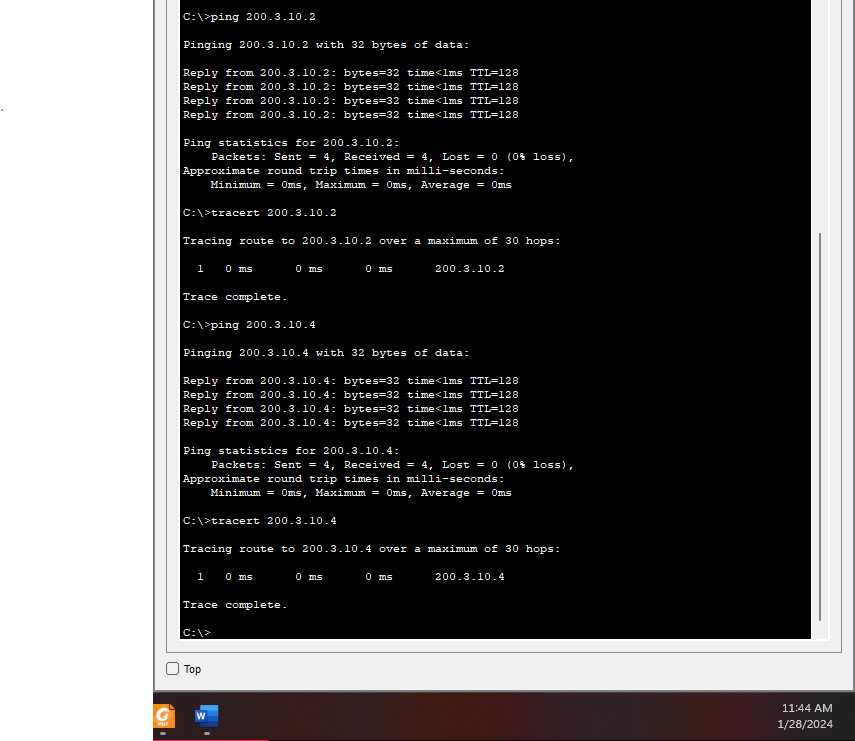 C:\>ping 200.3.10.2
Pinging 200.3.10.2 with 32 bytes of data:
Reply from 200.3.10.2: bytes=32 time<1ms TTL=128
Reply from 200.3.10.2: bytes=32 time<1ms TTL=128
Reply from 200.3.10.2: bytes=32 time<1ms TTL=128
Reply from 200.3.10.2: bytes=32 time<1ms TTL=128
Ping statistics for 200.3.10.2:
    Packets: Sent = 4, Received = 4, Lost = 0 (0% loss),
Approximate round trip times in milli-seconds:
    Minimum = 0ms, Maximum = 0ms, Average = 0ms
C:\>tracert 200.3.10.2
Tracing route to 200.3.10.2 over a maximum of 30 hops:
  1   0 ms      0 ms      0 ms      200.3.10.2
Trace complete.
C:\>ping 200.3.10.4
Pinging 200.3.10.4 with 32 bytes of data:
Reply from 200.3.10.4: bytes=32 time<1ms TTL=128
Reply from 200.3.10.4: bytes=32 time<1ms TTL=128
Reply from 200.3.10.4: bytes=32 time<1ms TTL=128
Reply from 200.3.10.4: bytes=32 time<1ms TTL=128
Ping statistics for 200.3.10.4:
    Packets: Sent = 4, Received = 4, Lost = 0 (0% loss),
Approximate round trip times in milli-seconds:
    Minimum = 0ms, Maximum = 0ms, Average = 0ms
C:\>tracert 200.3.10.4
Tracing route to 200.3.10.4 over a maximum of 30 hops:
  1   0 ms      0 ms      0 ms      200.3.10.4
Trace complete.
C:\>
Top
G
PDF
W
11:44 AM
1/28/2024